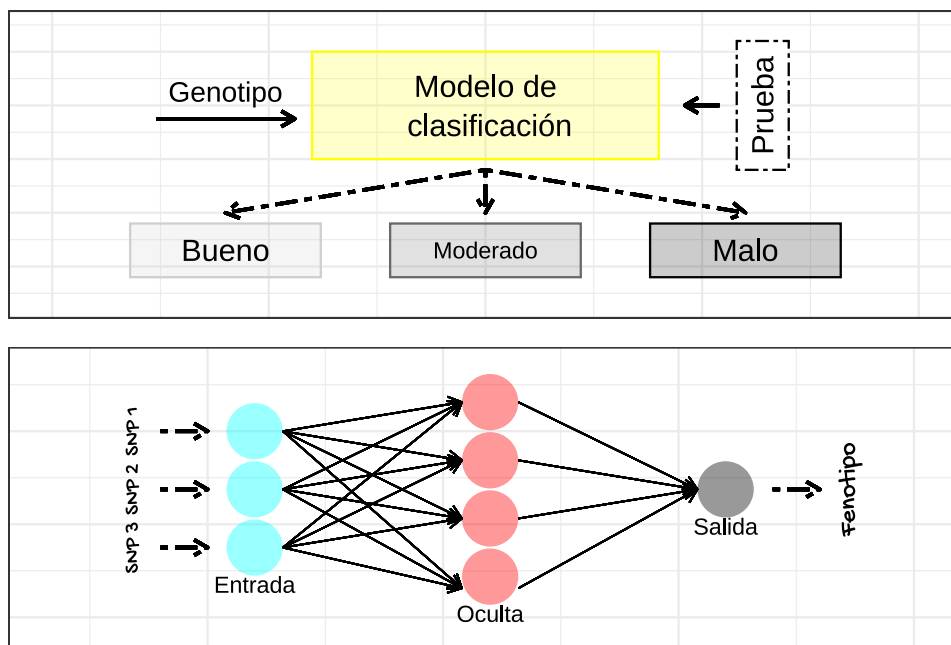 Genotipo
Modelo de
clasificación
Prueba
Bueno
Moderado
Malo
SNP 1
SNP 2
SNP 3
Entrada
Oculta
Salida
Fenotipo